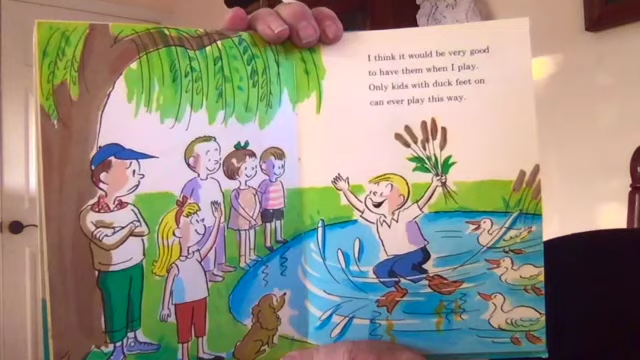 I think it would be very good
to have them when I play.
Only kids with duck feet on
can ever play this way.